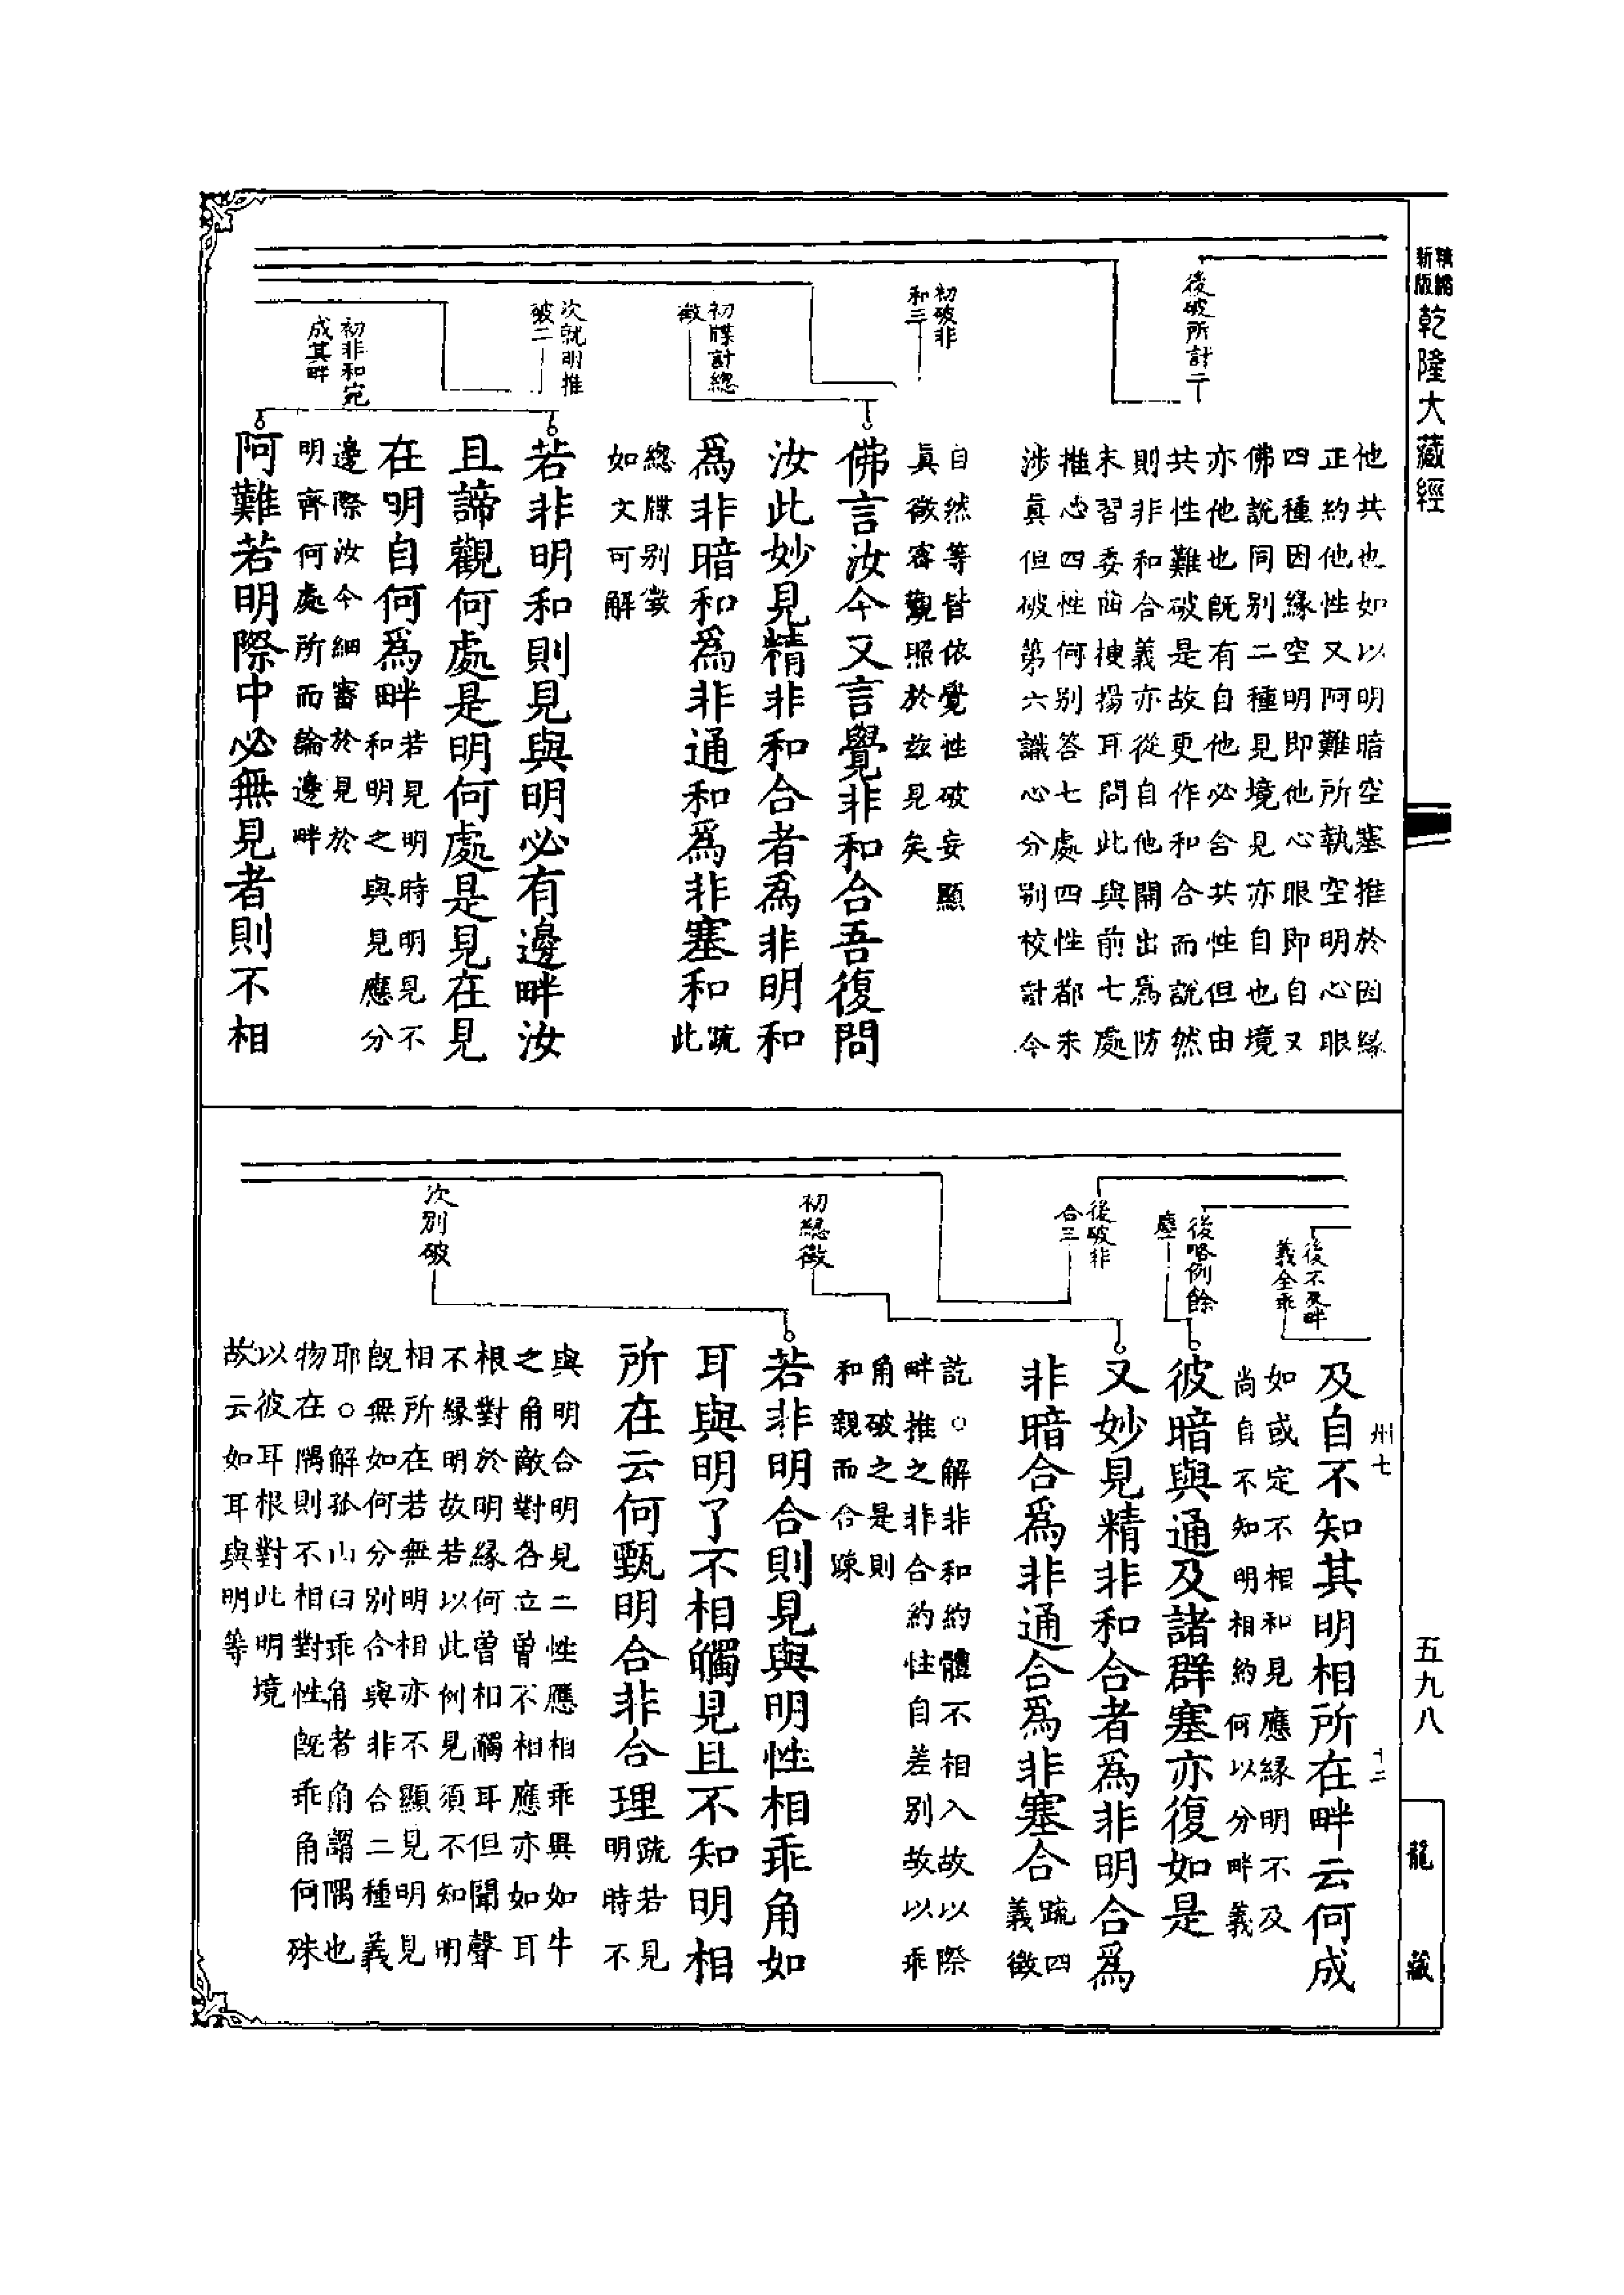 新版
乾隆大藏經
後破所計二
初破非
和三
初牒計總
徵
次就明推
破二
初非和宛
成其畔
他共也如以明暗空塞推於因緣
正約他性又阿難所執空明心眼
四種因緣空明即他心眼即自又
佛說同別二種見境見亦自也境
亦他也既有自他必合共性但由
共性難破是故更作和合而說然
則非和合義亦從自他開出為防
末習委茵梗揚耳問此與前七處
推心四性何別答七處四性都未
涉真但破第六識心分別校計今
自然等皆依覺性破妄顯
真徵容觀照於茲見矣
佛言汝今又言覺非和合吾復問
汝此妙見精非和合者為非明和
為非暗和為非通和為非塞和疏
此
總牒別徵
如文可解
若非明和則見與明必有邊畔汝
且諦觀何處是明何處是見在見
在明自何為畔若見明時明見不
和明之與見應分
邊際汝今細審於見於
明齊何處所而論邊畔
阿難若明際中必無見者則不相
州七
十二
後不及畔
義全乖
後略例餘
塵
後破非
合三
初總徵
次別破
及自不知其明相所在畔云何成
如或定不相和見應緣明不及
尚自不知明相約何以分畔義
彼暗與通及諸群塞亦復如是
又妙見精非和合者為非明合為
非暗合為非通合為非塞合疏四
義徵
訖○解非和約體不相入故以際
畔推之非合約性自差別故以乖
角破之是則
和親而合踈
若非明合則見與明性相乖角如
耳與明了不相觸見且不知明相
所在云何甄明合非合理疏若見
明時不
與明合明見二性應相乖異如牛
之角敵對各立曾不相應亦如耳
根對於明緣何曾相觸耳但聞聲
不緣明故若以此例見須不知明
相所在若無明相亦不顯見明見
既無如何分別合與非合二種義
耶○解孤山曰乖角者角謂隅也
物在隅則不相對性既乖角何殊
以彼耳根對此明境
故云如耳與明等
五九八
龍藏